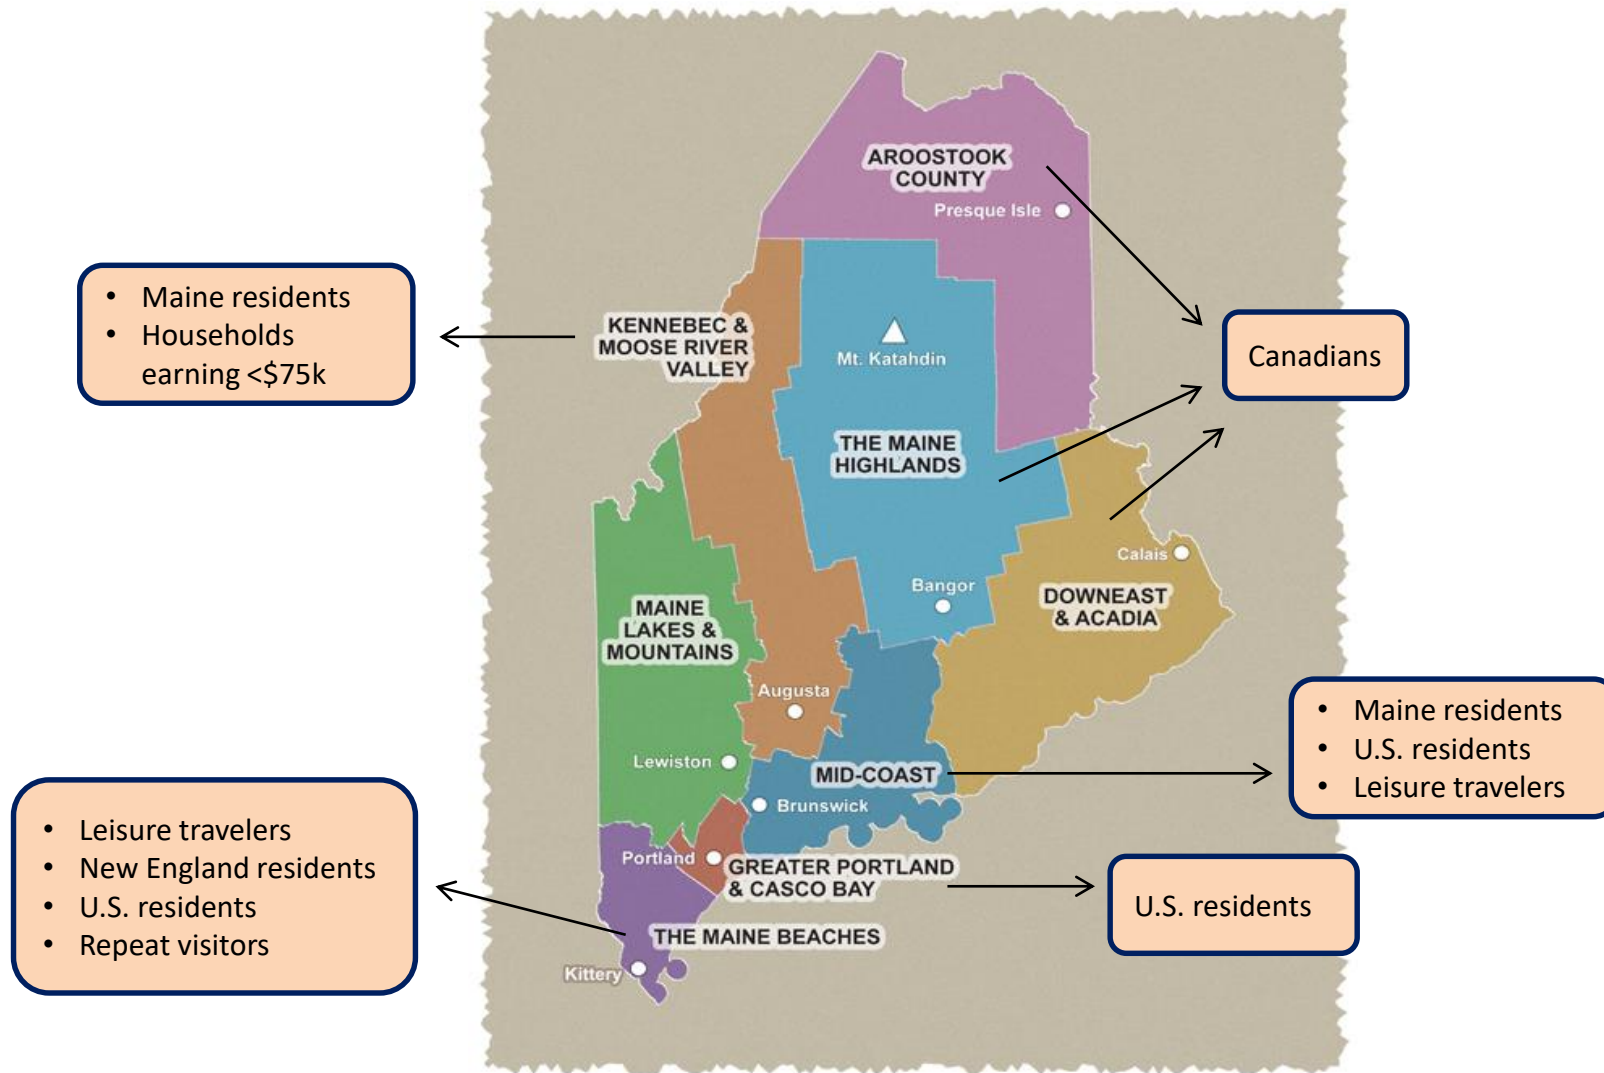 AROOSTOOK
COUNTY
Presque Isle
• Maine residents
• Households
earning <$75k
KENNEBEC &
MOOSE RIVER
VALLEY
Mt. Katahdin
Canadians
THE MAINE
HIGHLANDS
Calais
Bangor
DOWNEAST
& ACADIA
MAINE
LAKES &
MOUNTAINS
Augusta
• Maine residents
• U.S. residents
• Leisure travelers
Lewiston
MID-COAST
Brunswick
• Leisure travelers
• New England residents
• U.S. residents
• Repeat visitors
Portland
GREATER PORTLAND
& CASCO BAY
U.S. residents
THE MAINE BEACHES
Kittery